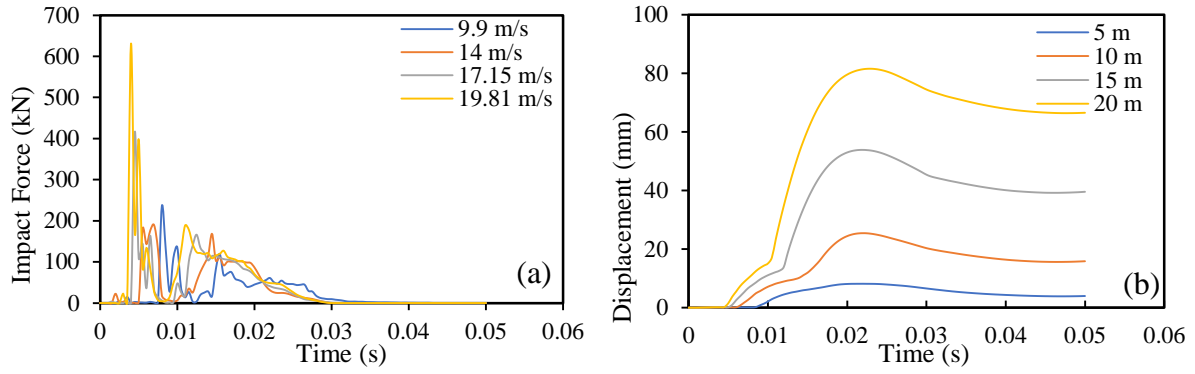 Impact Force (kN)
700
600
500
400
300
200
100
0
9.9 m/s
14 m/s
17.15 m/s
19.81 m/s
(a)
0 0.01 0.02 0.03 0.04 0.05 0.06
Time (s)
Displacement (mm)
100
80
60
40
20
0
5 m
10 m
15 m
20 m
(b)
0 0.01 0.02 0.03 0.04 0.05 0.06
Time (s)